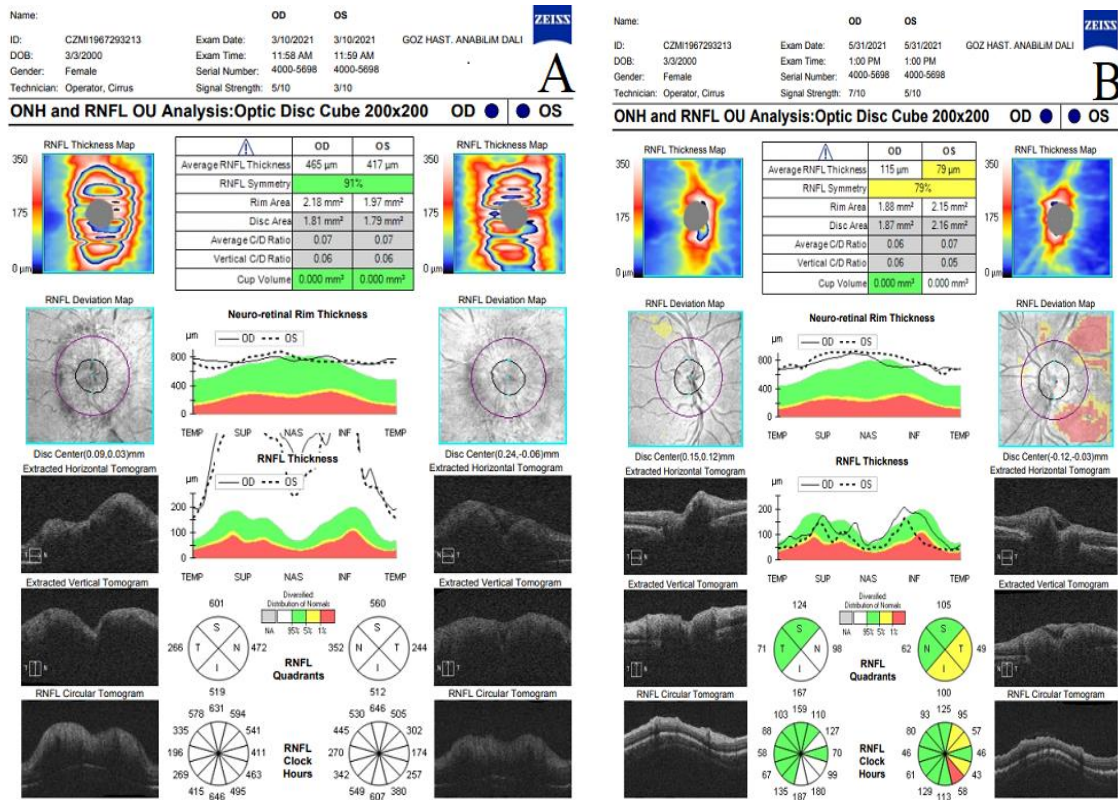 Name:
OD OS
ZEISS
ID: CZMI1967293213 Exam Date: 3/10/2021 3/10/2021 GOZ HAST. ANABiLiM DALI
DOB: 3/3/2000 Exam Time: 11:58 AM 11:59 AM
Gender: Female Serial Number: 4000-5698 4000-5698
Technician: Operator, Cirrus Signal Strength: 5/10 3/10
A
ONH and RNFL OU Analysis:Optic Disc Cube 200x200 OD OS
RNFL Thickness Map
350
175
0 µm
OD OS
Average RNFL Thickness 465 µm 417 µm
RNFL Symmetry 91%
Rim Area 2.18 mm² 1.97 mm²
Disc Area 1.81 mm² 1.79 mm²
Average C/D Ratio 0.07 0.07
Vertical C/D Ratio 0.06 0.06
Cup Volume 0.000 mm³ 0.000 mm³
RNFL Thickness Map
350
175
0 µm
RNFL Deviation Map
Neuro-retinal Rim Thickness
RNFL Deviation Map
µm
OD OS
800
400
0
TEMP SUP NAS INF TEMP
Disc Center(0.09,0.03)mm
RNFL Thickness
Disc Center(0.24,-0.06)mm
Extracted Horizontal Tomogram
Extracted Horizontal Tomogram
µm
OD OS
200
100
0
T N
N T
TEMP SUP NAS INF TEMP
Extracted Vertical Tomogram
Extracted Vertical Tomogram
Diversified:
Distribution of Normals
NA 95% 5% 1%
601
S
266 T N 472
I
519
RNFL
Quadrants
560
S
352 N T 244
I
512
RNFL Circular Tomogram
RNFL Circular Tomogram
631
578 594
335 541
196 411
269 463
415 495
646
RNFL
Clock
Hours
646
530 505
445 302
270 174
342 257
549 380
607
Name:
OD OS
ZEISS
ID: CZMI1967293213 Exam Date: 5/31/2021 5/31/2021 GOZ HAST. ANABiLiM DALI
DOB: 3/3/2000 Exam Time: 1:00 PM 1:00 PM
Gender: Female Serial Number: 4000-5698 4000-5698
Technician: Operator, Cirrus Signal Strength: 7/10 5/10
B
ONH and RNFL OU Analysis:Optic Disc Cube 200x200 OD OS
RNFL Thickness Map
350
175
0 µm
OD OS
Average RNFL Thickness 115 µm 79 µm
RNFL Symmetry 79%
Rim Area 1.88 mm² 2.15 mm²
Disc Area 1.87 mm² 2.16 mm²
Average C/D Ratio 0.06 0.07
Vertical C/D Ratio 0.06 0.05
Cup Volume 0.000 mm³ 0.000 mm³
RNFL Thickness Map
350
175
0 µm
RNFL Deviation Map
Neuro-retinal Rim Thickness
RNFL Deviation Map
µm
OD OS
800
400
0
TEMP SUP NAS INF TEMP
Disc Center(0.15,0.12)mm
RNFL Thickness
Disc Center(-0.12,-0.03)mm
Extracted Horizontal Tomogram
Extracted Horizontal Tomogram
µm
OD OS
200
100
0
T N
N T
TEMP SUP NAS INF TEMP
Extracted Vertical Tomogram
Extracted Vertical Tomogram
Diversified:
Distribution of Normals
NA 95% 5% 1%
124
S
71 T N 98
I
167
RNFL
Quadrants
105
S
62 N T 49
I
100
RNFL Circular Tomogram
RNFL Circular Tomogram
159
103 110
88 127
58 70
67 99
135 180
187
RNFL
Clock
Hours
125
93 95
80 57
46 46
61 43
129 58
113